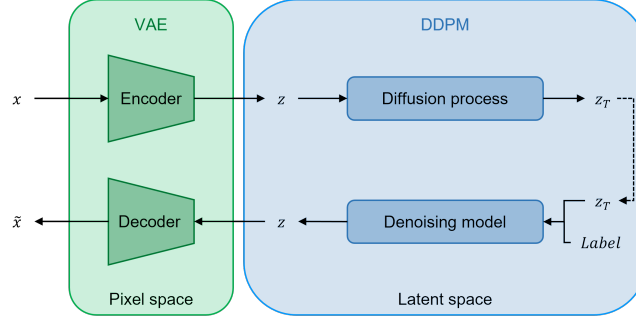 VAE
DDPM
x
Encoder
z
Diffusion process
z_T
x̃
Decoder
z
Denoising model
z_T
Label
Pixel space
Latent space